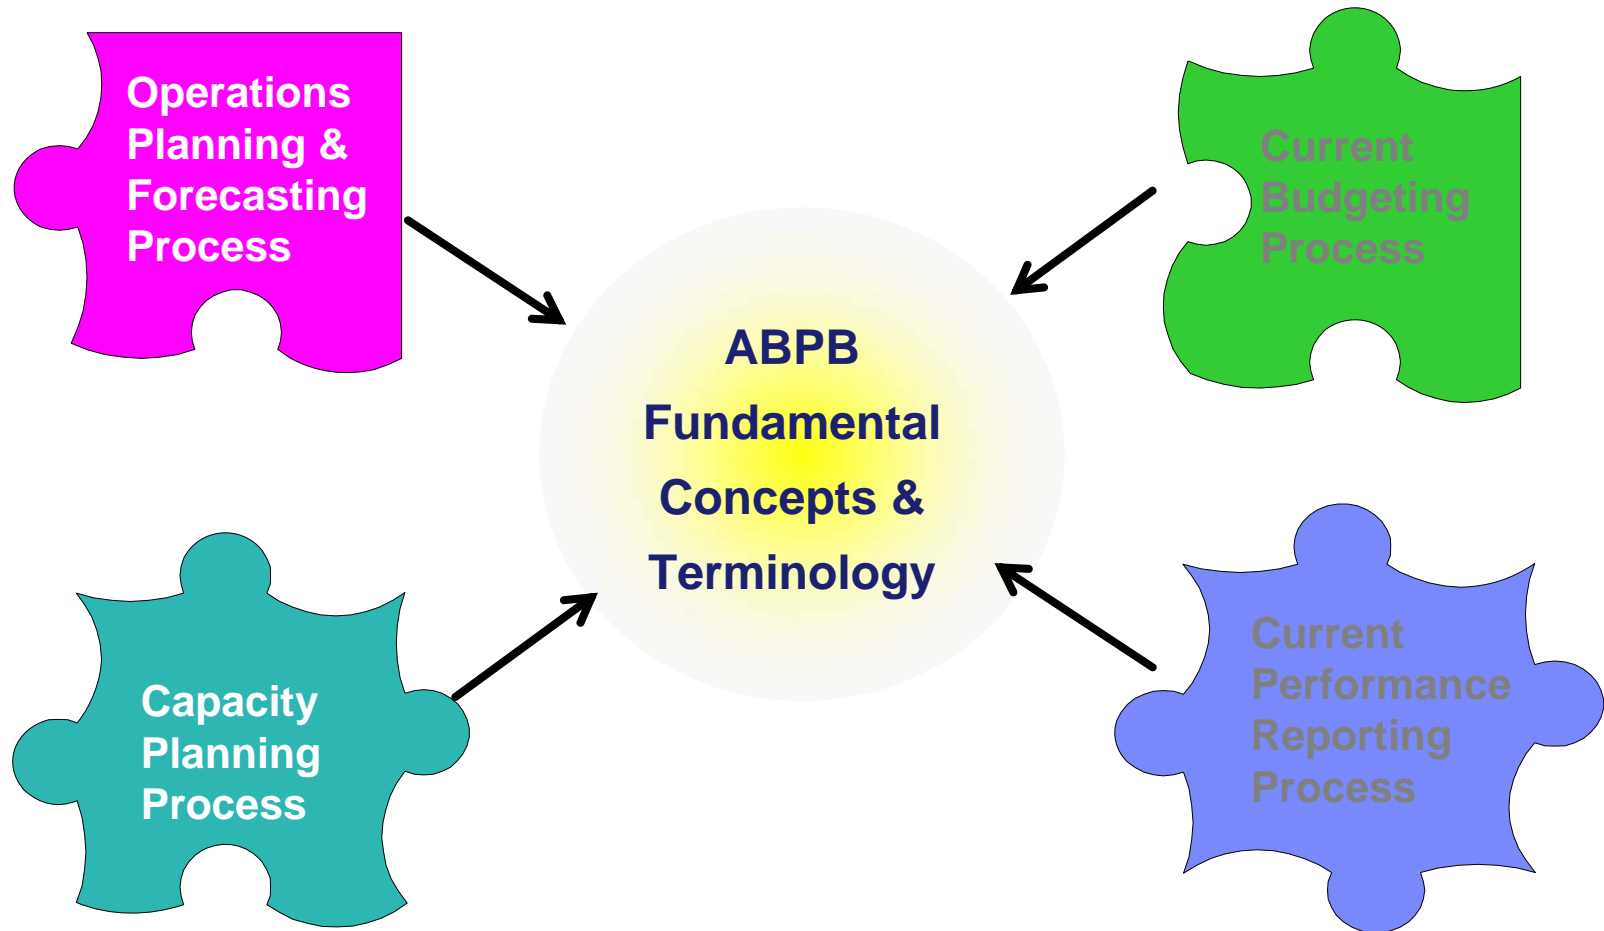 Operations
Planning &
Forecasting
Process
Current
Budgeting
Process
ABPB
Fundamental
Concepts &
Terminology
Capacity
Planning
Process
Current
Performance
Reporting
Process